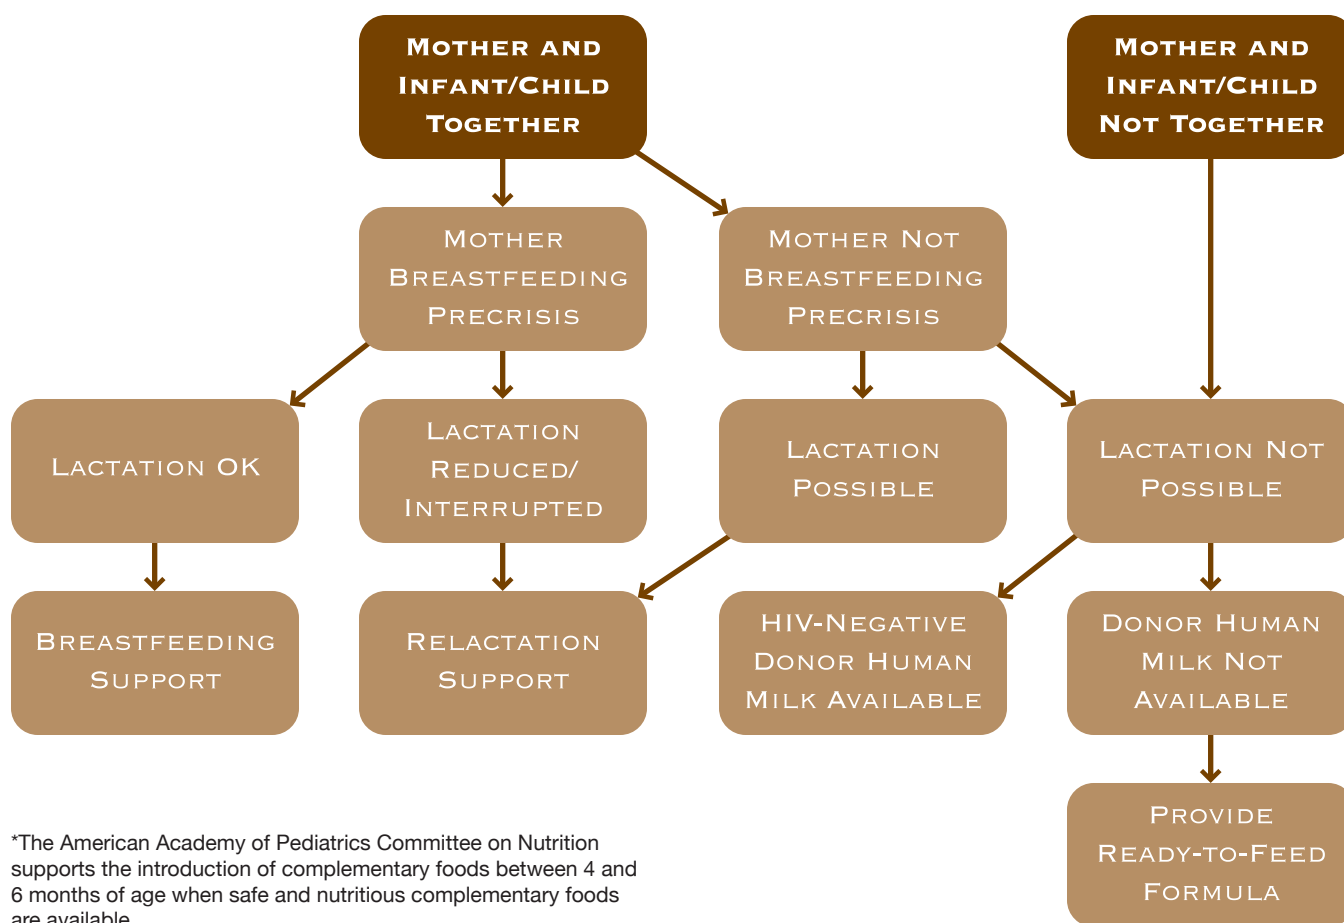 MOTHER AND
INFANT/CHILD
TOGETHER
MOTHER AND
INFANT/CHILD
NOT TOGETHER
MOTHER
BREASTFEEDING
PRECRISIS
MOTHER NOT
BREASTFEEDING
PRECRISIS
LACTATION OK
LACTATION
REDUCED/
INTERRUPTED
LACTATION
POSSIBLE
LACTATION NOT
POSSIBLE
BREASTFEEDING
SUPPORT
RELACTATION
SUPPORT
HIV-NEGATIVE
DONOR HUMAN
MILK AVAILABLE
DONOR HUMAN
MILK NOT
AVAILABLE
PROVIDE
READY-TO-FEED
FORMULA
*The American Academy of Pediatrics Committee on Nutrition
supports the introduction of complementary foods between 4 and
6 months of age when safe and nutritious complementary foods
are available